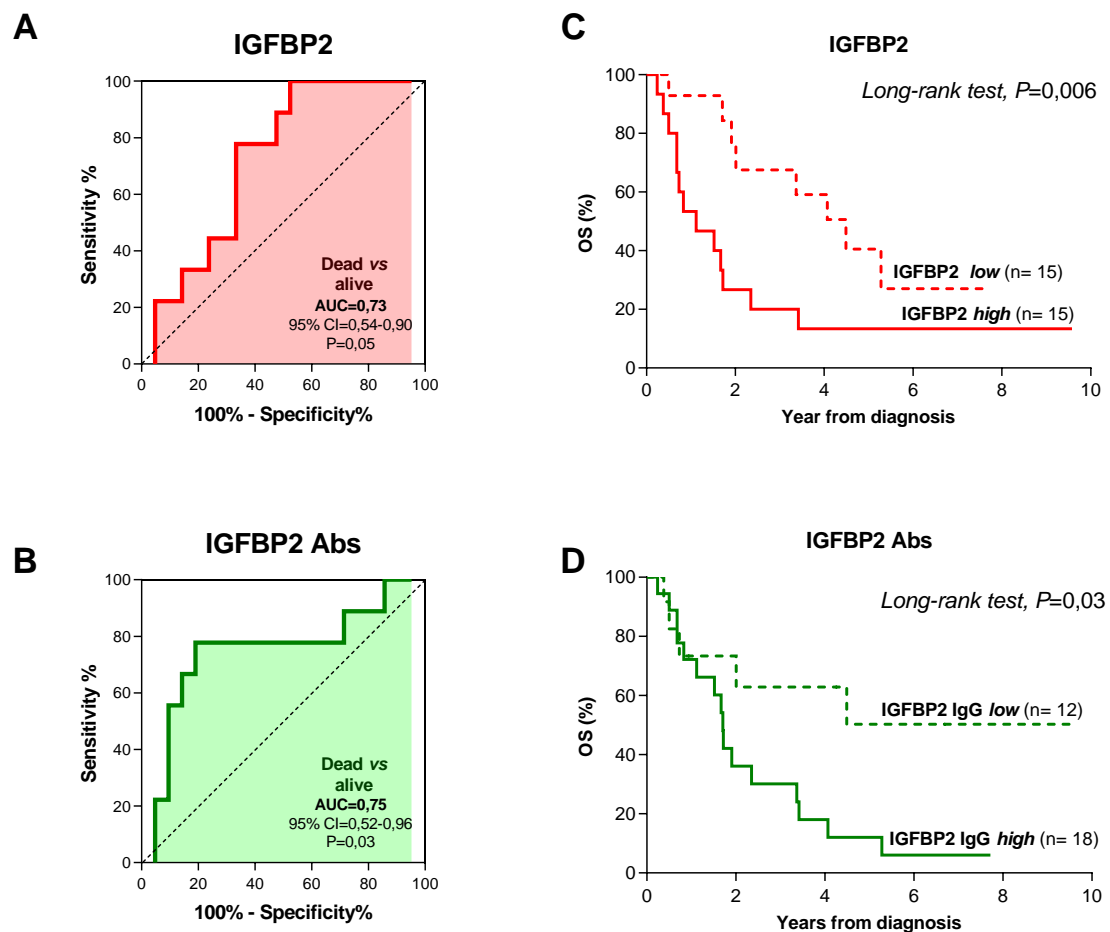 A
IGFBP2
100
80
60
40
20
0
Sensitivity %
Dead vs
alive
AUC=0,73
95% CI=0,54-0,90
P=0,05
0 20 40 60 80 100
100% - Specificity%
C
IGFBP2
Long-rank test, P=0,006
100
80
60
40
20
0
OS (%)
IGFBP2 low (n= 15)
IGFBP2 high (n= 15)
0 2 4 6 8 10
Year from diagnosis
B
IGFBP2 Abs
100
80
60
40
20
0
Sensitivity %
Dead vs
alive
AUC=0,75
95% CI=0,52-0,96
P=0,03
0 20 40 60 80 100
100% - Specificity%
D
IGFBP2 Abs
Long-rank test, P=0,03
100
80
60
40
20
0
OS (%)
IGFBP2 IgG low (n= 12)
IGFBP2 IgG high (n= 18)
0 2 4 6 8 10
Years from diagnosis